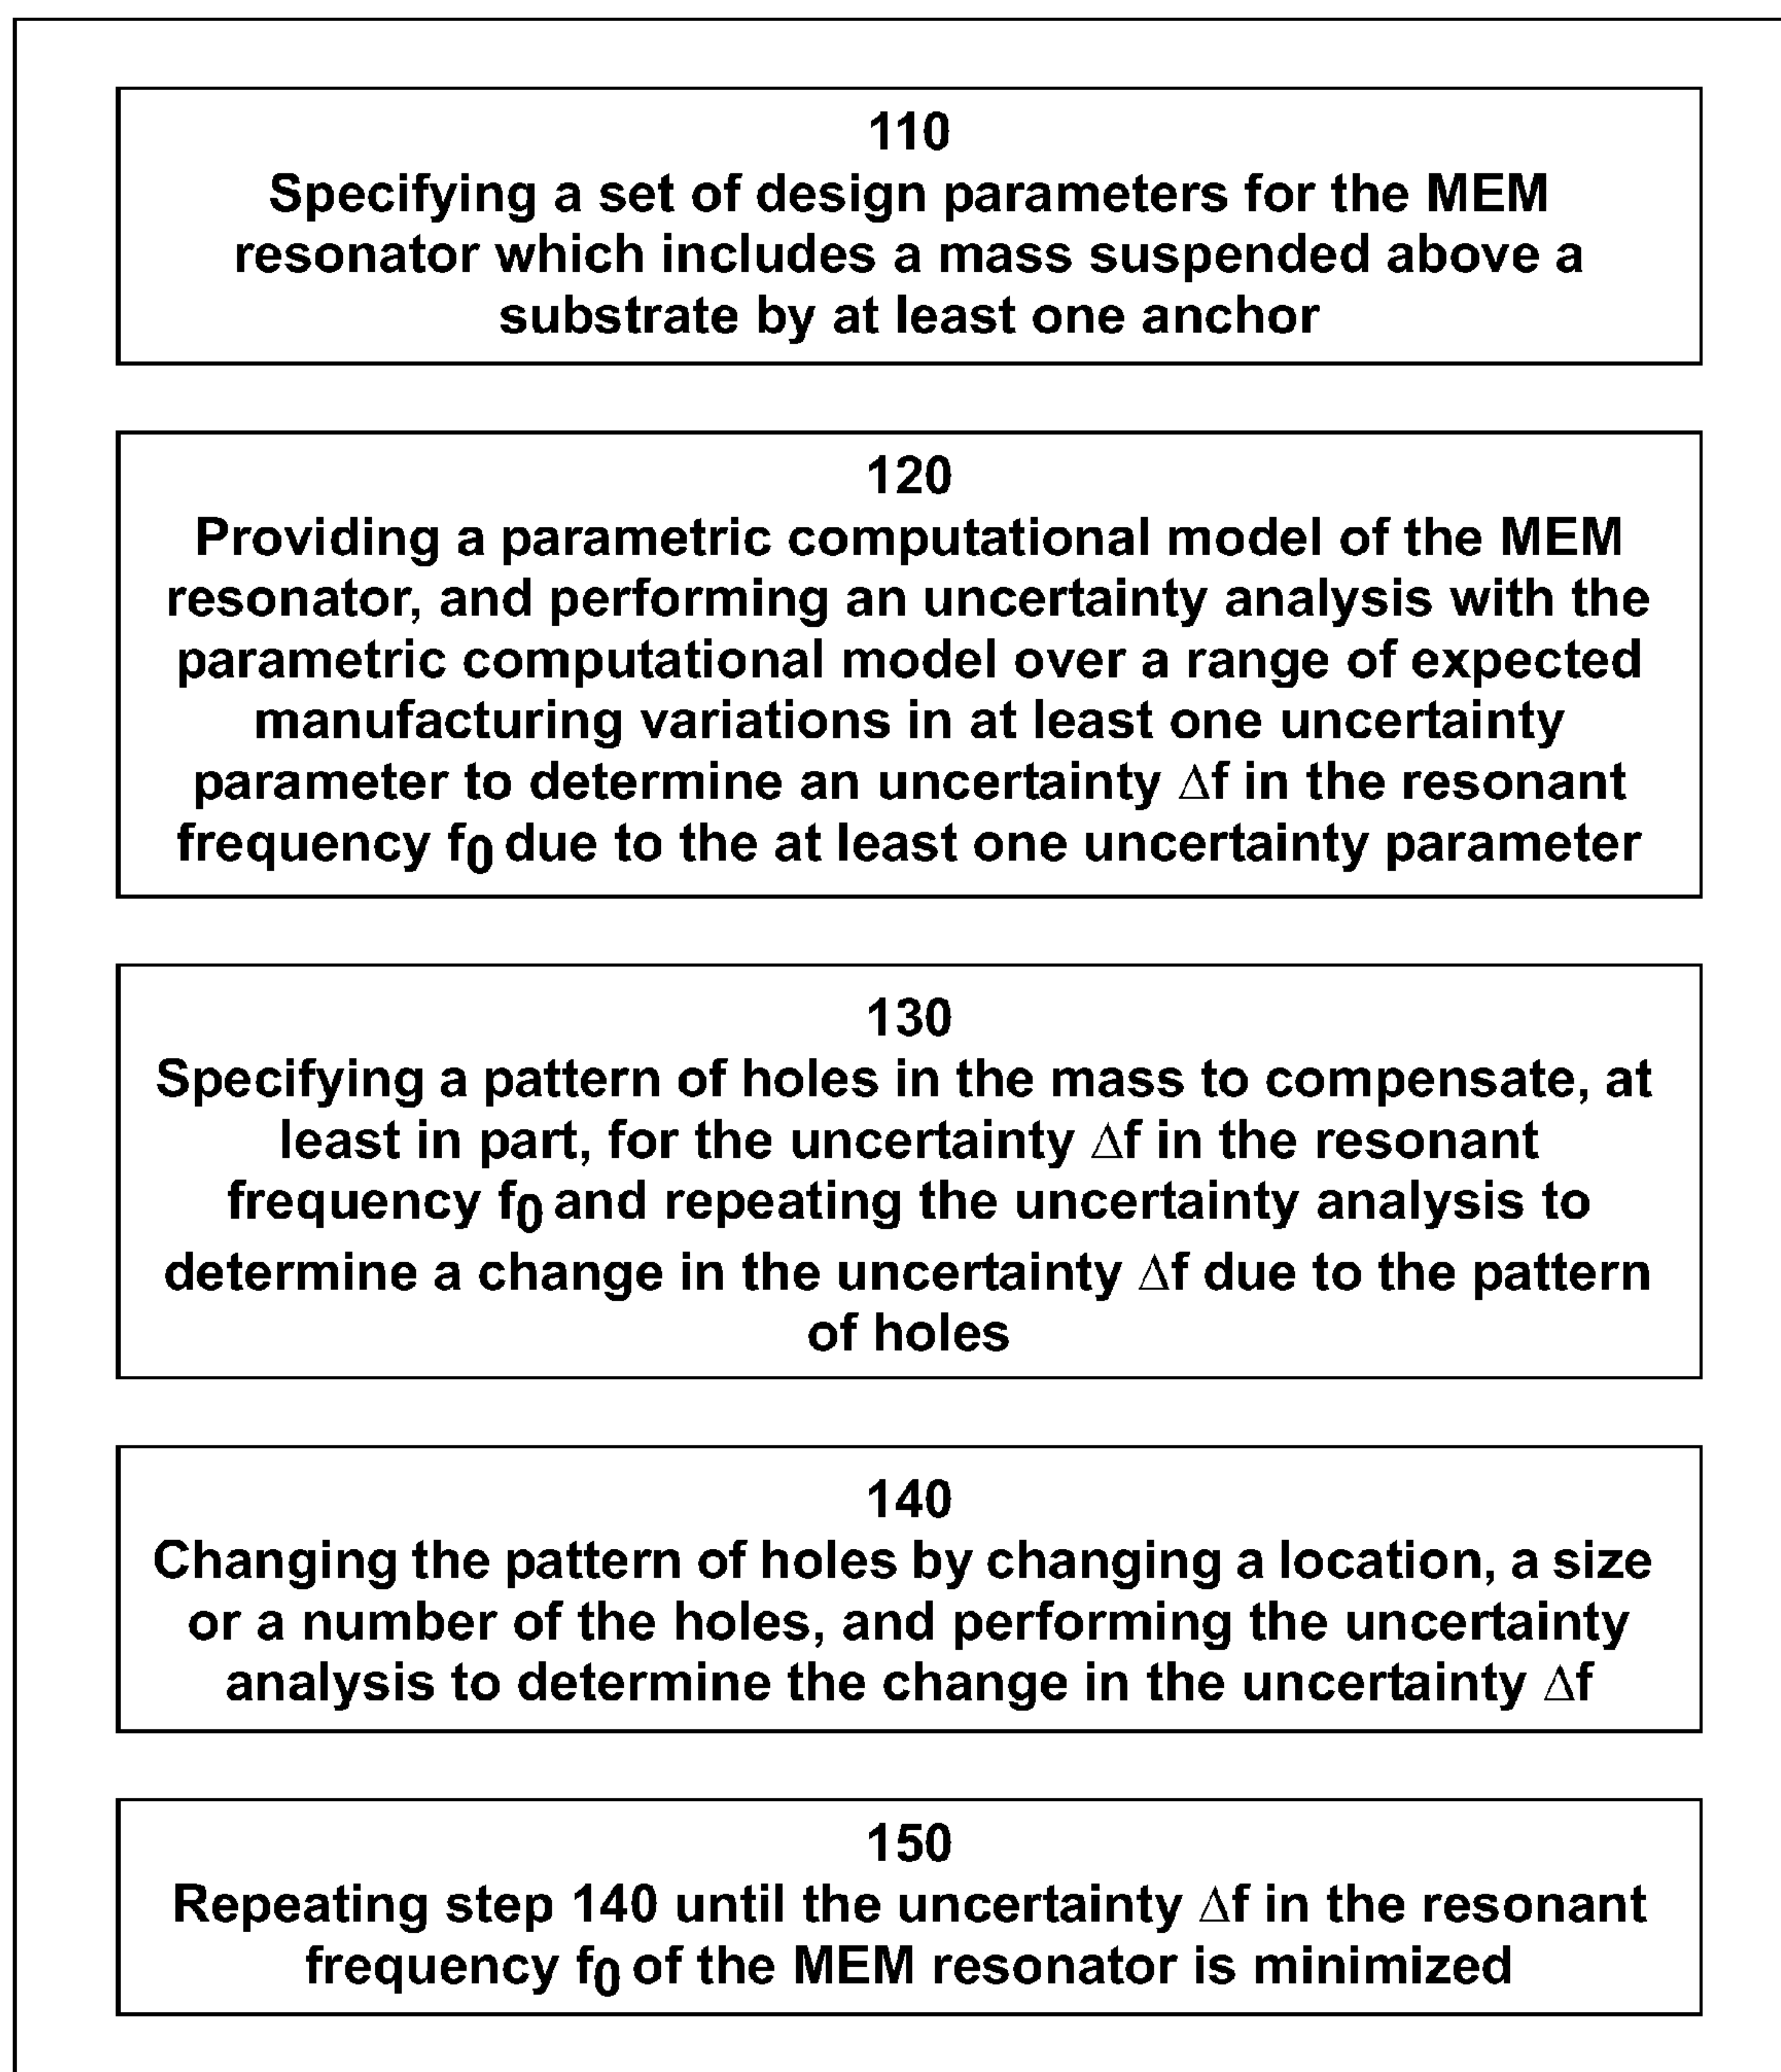 110
Specifying a set of design parameters for the MEM
resonator which includes a mass suspended above a
substrate by at least one anchor
120
Providing a parametric computational model of the MEM
resonator, and performing an uncertainty analysis with the
parametric computational model over a range of expected
manufacturing variations in at least one uncertainty
parameter to determine an uncertainty Δf in the resonant
frequency f0 due to the at least one uncertainty parameter
130
Specifying a pattern of holes in the mass to compensate, at
least in part, for the uncertainty Δf in the resonant
frequency f0 and repeating the uncertainty analysis to
determine a change in the uncertainty Δf due to the pattern
of holes
140
Changing the pattern of holes by changing a location, a size
or a number of the holes, and performing the uncertainty
analysis to determine the change in the uncertainty Δf
150
Repeating step 140 until the uncertainty Δf in the resonant
frequency f0 of the MEM resonator is minimized